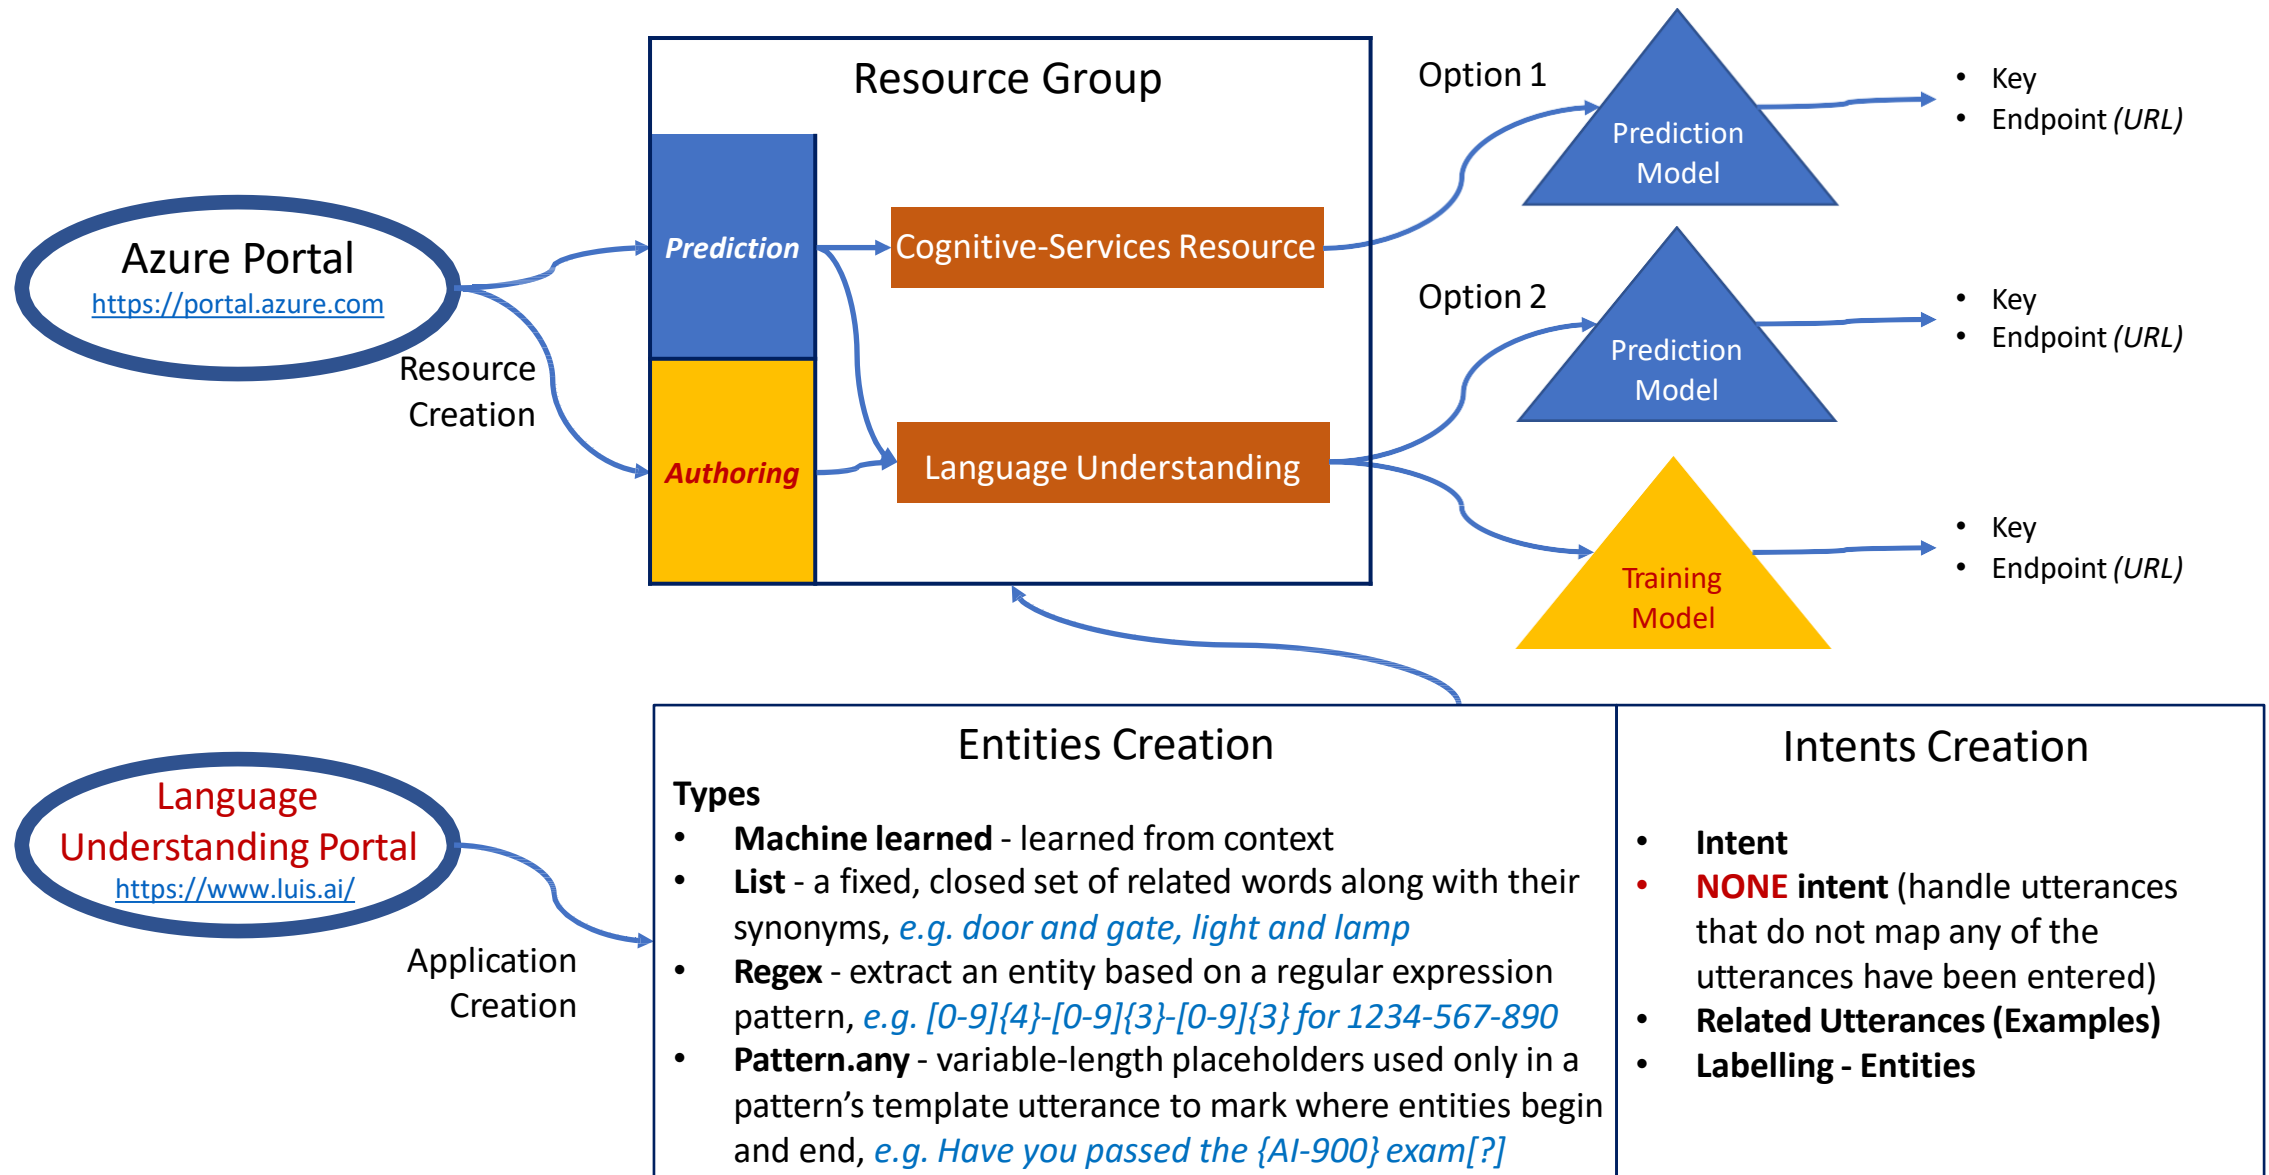 Resource Group
Option 1
Prediction
Model
• Key
• Endpoint (URL)
Azure Portal
https://portal.azure.com
Prediction
Cognitive-Services Resource
Option 2
Prediction
Model
• Key
• Endpoint (URL)
Resource
Creation
Authoring
Language Understanding
Training
Model
• Key
• Endpoint (URL)
Language
Understanding Portal
https://www.luis.ai/
Application
Creation
Entities Creation
Types
• Machine learned - learned from context
• List - a fixed, closed set of related words along with their
synonyms, e.g. door and gate, light and lamp
• Regex - extract an entity based on a regular expression
pattern, e.g. [0-9]{4}-[0-9]{3}-[0-9]{3} for 1234-567-890
• Pattern.any - variable-length placeholders used only in a
pattern’s template utterance to mark where entities begin
and end, e.g. Have you passed the {AI-900} exam[?]
Intents Creation
• Intent
• NONE intent (handle utterances
that do not map any of the
utterances have been entered)
• Related Utterances (Examples)
• Labelling - Entities